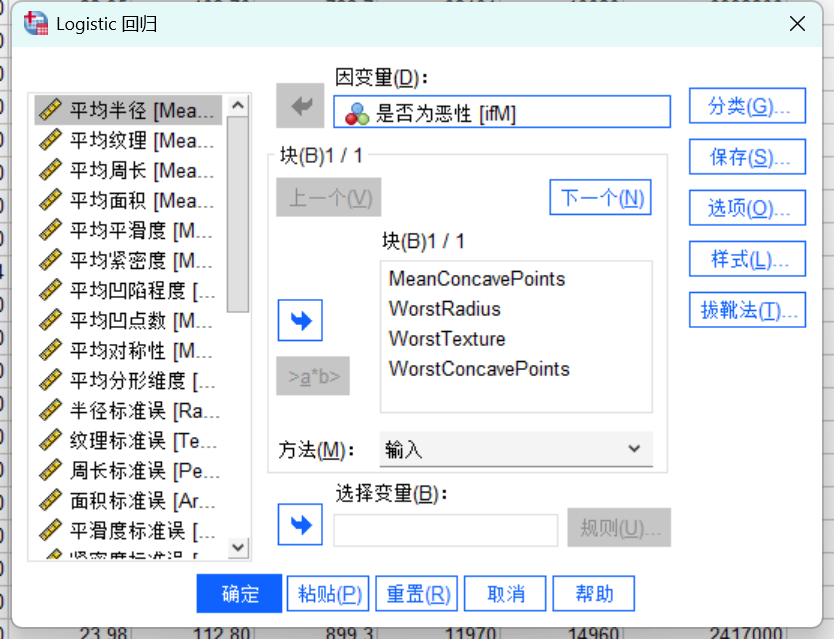 Logistic 回归
因变量(D):
是否为恶性 [ifM]
平均半径 [Mea...
平均纹理 [Mea...
平均周长 [Mea...
平均面积 [Mea...
平均平滑度 [M...
平均紧密度 [M...
平均凹陷程度 [...
平均凹点数 [M...
平均对称性 [M...
平均分形维度 [...
半径标准误 [Ra...
纹理标准误 [Te...
周长标准误 [Pe...
面积标准误 [Ar...
平滑度标准误 [...
紧密度标准误 [
块(B)1 / 1
上一个(V)
下一个(N)
块(B)1 / 1
MeanConcavePoints
WorstRadius
WorstTexture
WorstConcavePoints
>a*b>
方法(M):
输入
选择变量(B):
规则(U)...
分类(G)...
保存(S)...
选项(O)...
样式(L)...
拔靴法(T)...
确定
粘贴(P)
重置(R)
取消
帮助
23.98 112.80 899.3 11970 14960 2417000